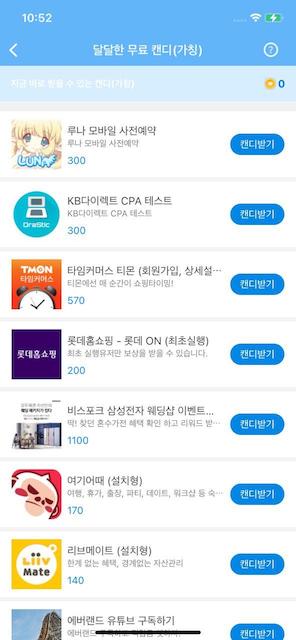 10:52
달달한 무료 캔디(가칭)
?
지금 바로 받을 수 있는 캔디(가칭)
0
LUNA
루나 모바일 사전예약
루나 모바일 사전예약
300
캔디받기
DraStic
KB다이렉트 CPA 테스트
KB다이렉트 CPA 테스트
300
캔디받기
TMON
타임커머스
타임커머스 티몬 (회원가입, 상세설…
티몬에선 매 순간이 쇼핑타이밍!
570
캔디받기
롯데홈쇼핑
롯데홈쇼핑 - 롯데 ON (최초실행)
최초 실행유저만 보상을 받을 수 있습니다.
200
캔디받기
비스포크 삼성전자 웨딩샵 이벤트...
딱! 찾던 혼수가전 혜택 확인 하고 리워드 받…
1100
캔디받기
여기어때 (설치형)
여행, 휴가, 출장, 파티, 데이트, 워크샵 등 숙…
170
캔디받기
Liiv
Mate
리브메이트 (설치형)
한계 없는 혜택, 경계없는 자산관리
140
캔디받기
에버랜드 유튜브 구독하기
캔디받기